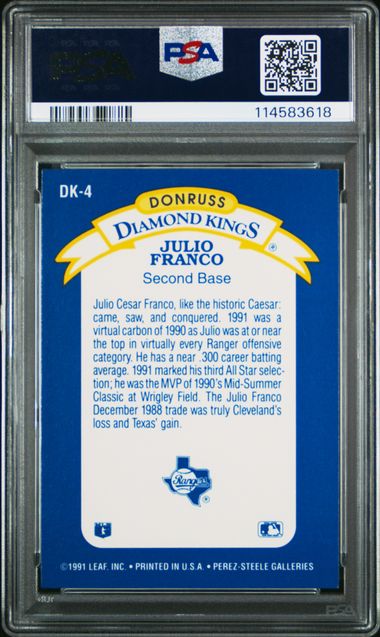 PSA
PSA
114583618
DK-4
DONRUSS
DIAMOND KINGS
®
JULIO
FRANCO
Second Base
Julio Cesar Franco, like the historic Caesar:
came, saw, and conquered. 1991 was a
virtual carbon of 1990 as Julio was at or near
the top in virtually every Ranger offensive
category. He has a near .300 career batting
average. 1991 marked his third All Star selec-
tion; he was the MVP of 1990's Mid-Summer
Classic at Wrigley Field. The Julio Franco
December 1988 trade was truly Cleveland's
loss and Texas' gain.
Rangers
®
©1991 LEAF, INC. • PRINTED IN U.S.A. • PEREZ-STEELE GALLERIES
PSA